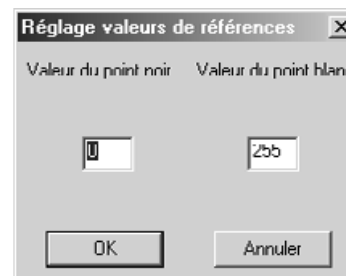 Réglage valeurs de références
Valeur du point noir Valeur du point blan
0 255
OK Annuler